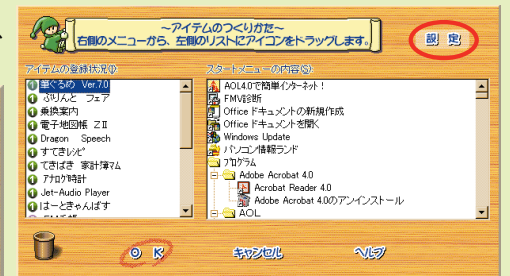 ～アイテムのつくりかた～
右側のメニューから、左側のリストにアイコンをドラッグします。
設 定
アイテムの登録状況(I):
スタートメニューの内容(S):
筆ぐるめ Ver.7.0
ぷりんと フェア
乗換案内
電子地図帳 ZⅡ
Dragon Speech
すてきレシピ
てきぱき 家計簿マム
アナログ時計
Jet-Audio Player
はーときゃんばす
AOL4.0で簡単インターネット！
FMV診断
Office ドキュメントの新規作成
Office ドキュメントを開く
Windows Update
パソコン情報ランド
プログラム
Adobe Acrobat 4.0
Acrobat Reader 4.0
Adobe Acrobat 4.0のアンインストール
AOL
O K
キャンセル
ヘルプ